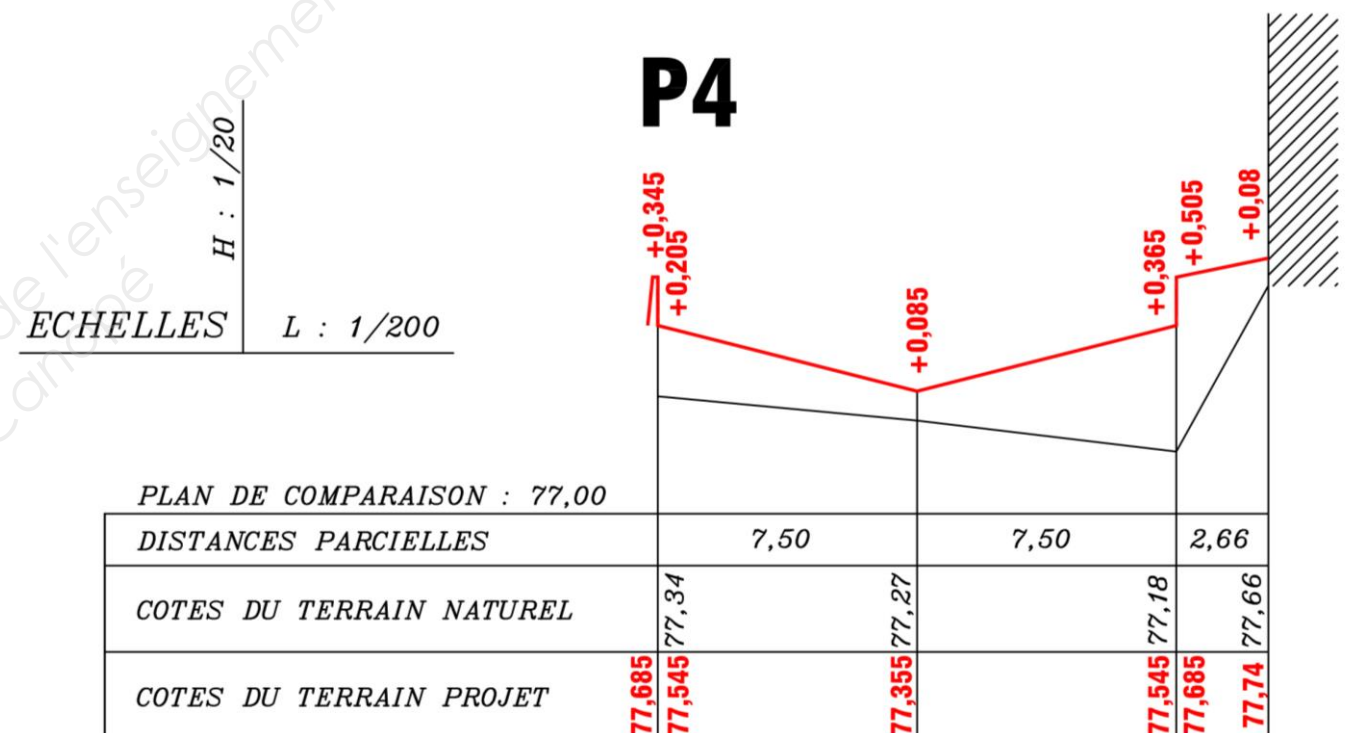 P4
de l'enseignement
Canopé
H : 1/20
ECHELLES L : 1/200
+0,345
+0,205
+0,085
+0,365
+0,505
+0,08
PLAN DE COMPARAISON : 77,00
DISTANCES PARCIELLES 7,50 7,50 2,66
COTES DU TERRAIN NATUREL 77,34 77,27 77,18 77,66
COTES DU TERRAIN PROJET 77,685 77,545 77,355 77,545 77,685 77,74